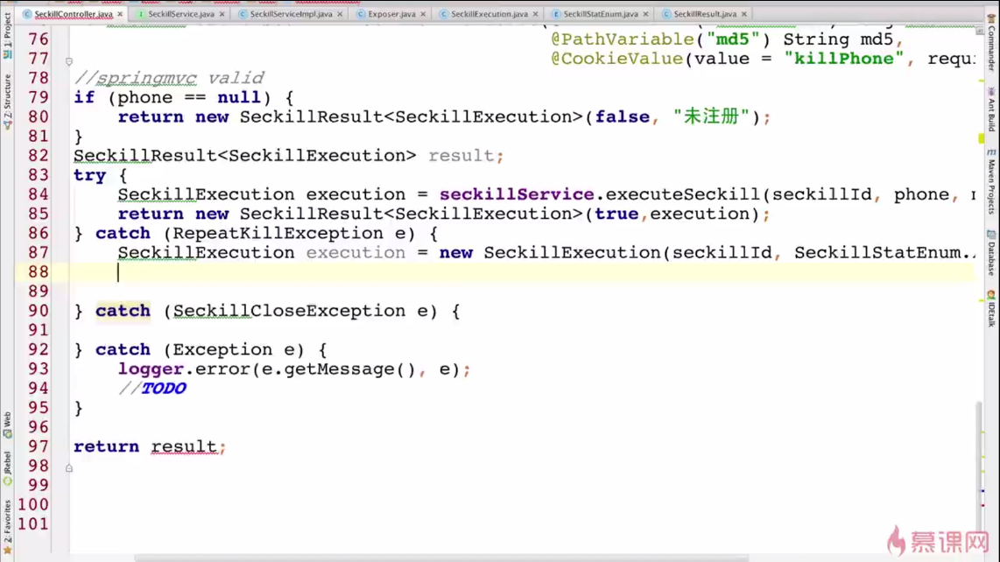 SeckillController.java SeckillService.java SeckillServiceImpl.java Exposer.java SeckillExecution.java SeckillStatEnum.java SeckillResult.java
76 @PathVariable("md5") String md5,
77 @CookieValue(value = "killPhone", requi
78 //springmvc valid
79 if (phone == null) {
80 return new SeckillResult<SeckillExecution>(false, "未注册");
81 }
82 SeckillResult<SeckillExecution> result;
83 try {
84 SeckillExecution execution = seckillService.executeSeckill(seckillId, phone, m
85 return new SeckillResult<SeckillExecution>(true,execution);
86 } catch (RepeatKillException e) {
87 SeckillExecution execution = new SeckillExecution(seckillId, SeckillStatEnum.
88
89
90 } catch (SeckillCloseException e) {
91
92 } catch (Exception e) {
93 logger.error(e.getMessage(), e);
94 //TODO
95 }
96
97 return result;
98
99
100
101
1: Project
Z: Structure
Web
JRebel
2: Favorites
Commander
Ant Build
Maven Projects
Database
IDEtalk
慕课网